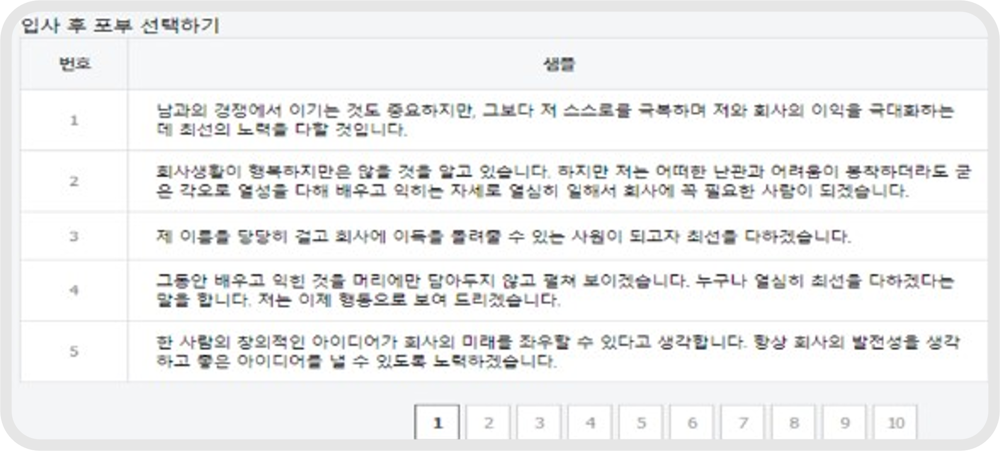 입사 후 포부 선택하기
번호 샘플
1 남과의 경쟁에서 이기는 것도 중요하지만, 그보다 저 스스로를 극복하며 저와 회사의 이익을 극대화하는
데 최선의 노력을 다할 것입니다.
2 회사생활이 행복하지만은 않을 것을 알고 있습니다. 하지만 저는 어떠한 난관과 어려움이 봉착하더라도 굳
은 각오로 열성을 다해 배우고 익히는 자세로 열심히 일해서 회사에 꼭 필요한 사람이 되겠습니다.
3 제 이름을 당당히 걸고 회사에 이득을 돌려줄 수 있는 사원이 되고자 최선을 다하겠습니다.
4 그동안 배우고 익힌 것을 머리에만 담아두지 않고 펼쳐 보이겠습니다. 누구나 열심히 최선을 다하겠다는
말을 합니다. 저는 이제 행동으로 보여 드리겠습니다.
5 한 사람의 창의적인 아이디어가 회사의 미래를 좌우할 수 있다고 생각합니다. 항상 회사의 발전성을 생각
하고 좋은 아이디어를 낼 수 있도록 노력하겠습니다.
1 2 3 4 5 6 7 8 9 10